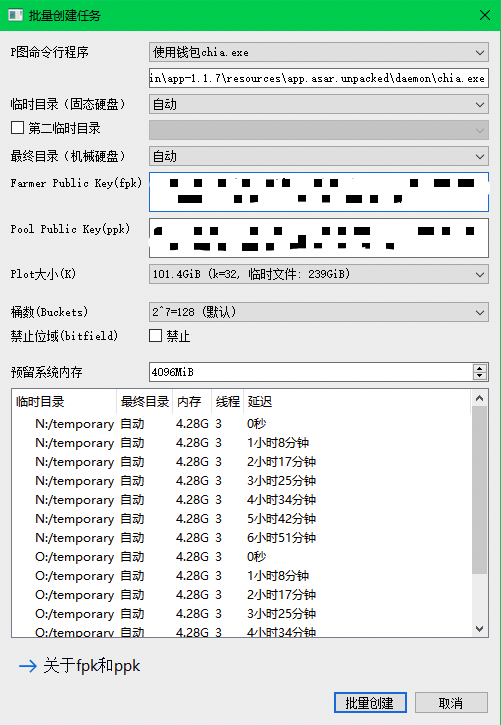 批量创建任务
P图命令行程序 使用钱包chia.exe
in\app-1.1.7\resources\app.asar.unpacked\daemon\chia.exe
临时目录（固态硬盘） 自动
第二临时目录
最终目录（机械硬盘） 自动
Farmer Public Key(fpk)
Pool Public Key(ppk)
Plot大小(K) 101.4GiB (k=32, 临时文件: 239GiB)
桶数(Buckets) 2^7=128 (默认)
禁止位域(bitfield) 禁止
预留系统内存 4096MiB
临时目录 最终目录 内存 线程 延迟
N:/temporary 自动 4.28G 3 0秒
N:/temporary 自动 4.28G 3 1小时8分钟
N:/temporary 自动 4.28G 3 2小时17分钟
N:/temporary 自动 4.28G 3 3小时25分钟
N:/temporary 自动 4.28G 3 4小时34分钟
N:/temporary 自动 4.28G 3 5小时42分钟
N:/temporary 自动 4.28G 3 6小时51分钟
O:/temporary 自动 4.28G 3 0秒
O:/temporary 自动 4.28G 3 1小时8分钟
O:/temporary 自动 4.28G 3 2小时17分钟
O:/temporary 自动 4.28G 3 3小时25分钟
O:/temporary 自动 4.28G 3 4小时34分钟
关于fpk和ppk
批量创建 取消